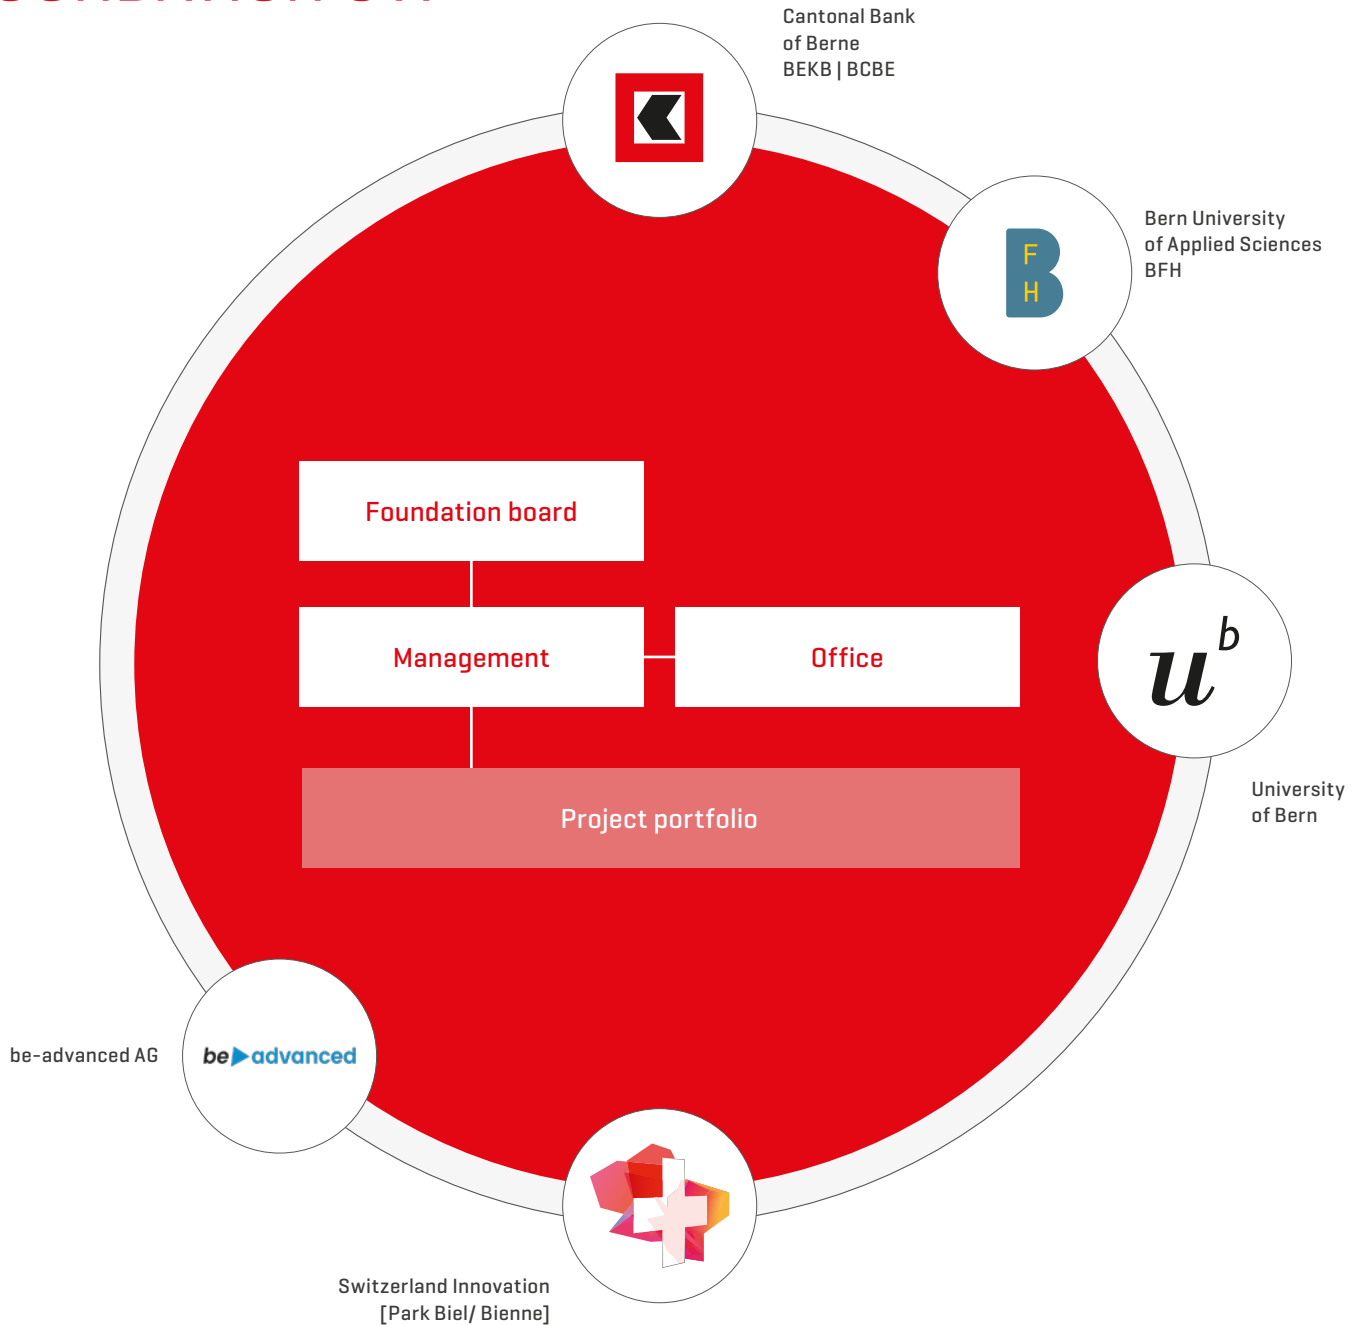 Cantonal Bank
of Berne
BEKB | BCBE
F
H
Bern University
of Applied Sciences
BFH
Foundation board
Management
Office
u b
University
of Bern
Project portfolio
be-advanced AG
be advanced
Switzerland Innovation
[Park Biel/ Bienne]